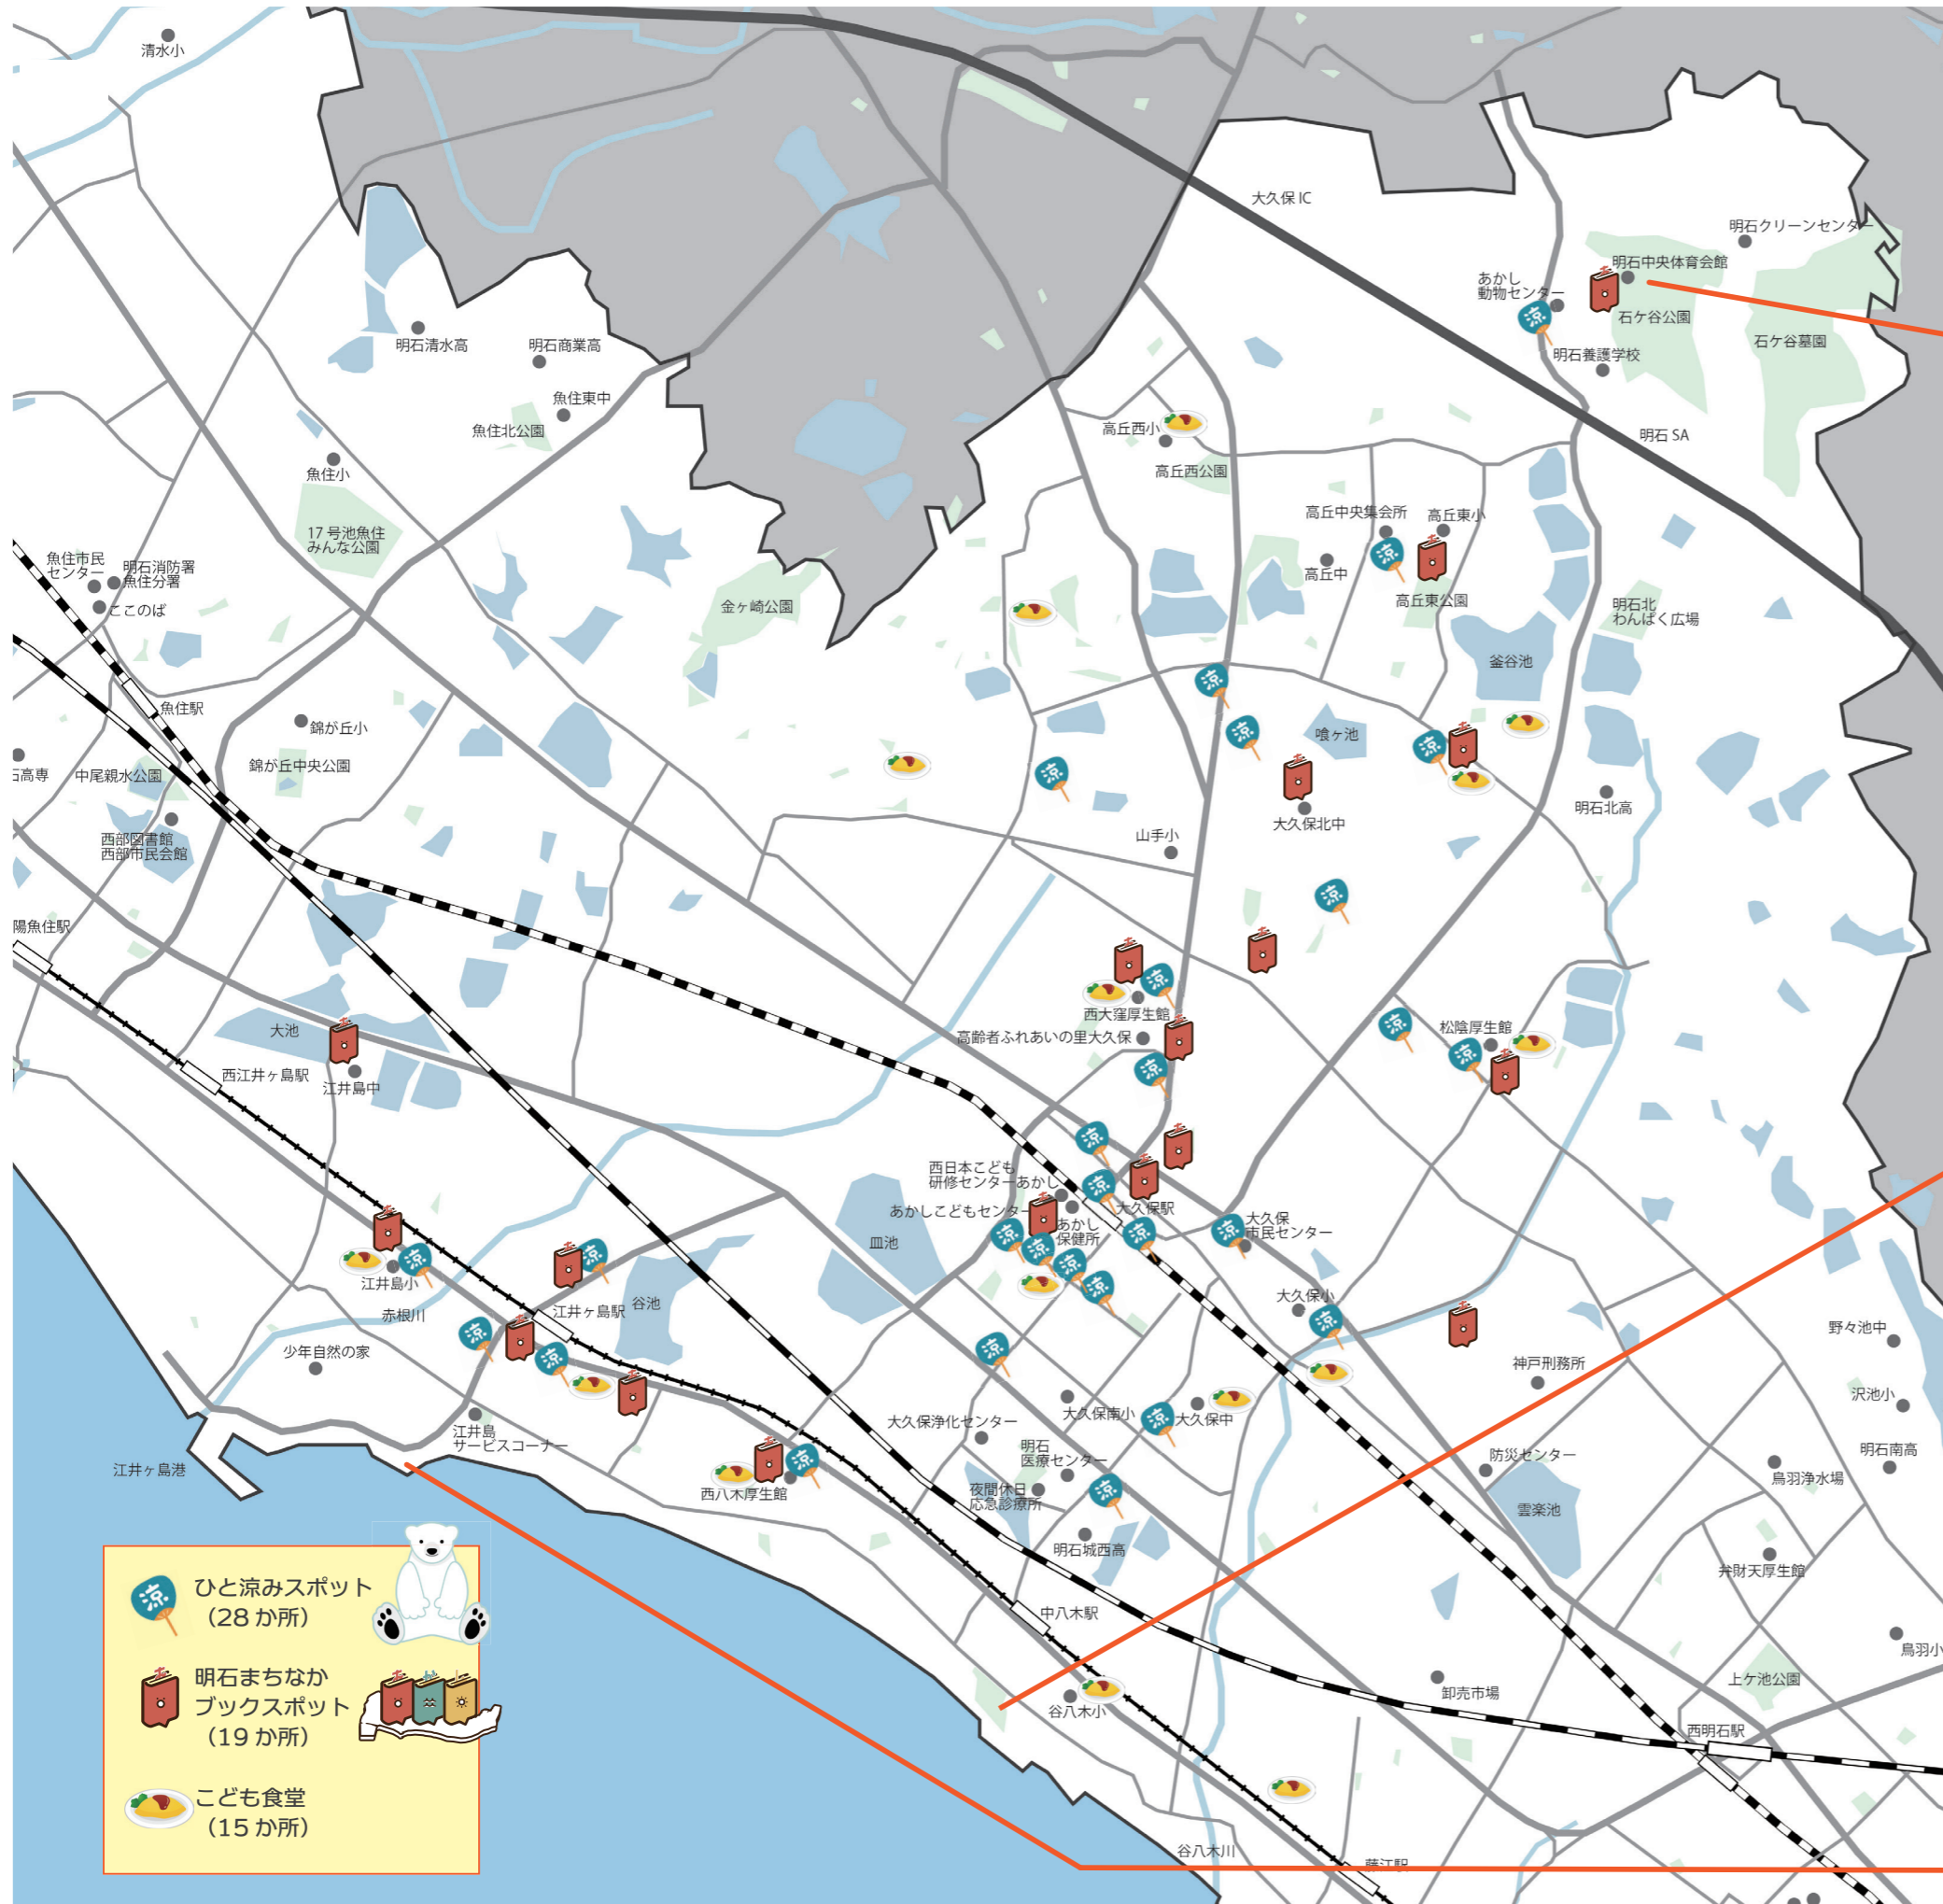 清水小
大久保 IC
明石クリーンセンター
明石中央体育会館
あかし
動物センター
石ケ谷公園
石ケ谷墓園
明石養護学校
明石清水高
明石商業高
魚住東中
魚住北公園
魚住小
高丘西小
高丘西公園
明石 SA
17 号池魚住
みんな公園
高丘中央集会所
高丘東小
高丘中
高丘東公園
明石北
わんぱく広場
魚住市民
センター
明石消防署
魚住分署
ここのば
金ヶ崎公園
釜谷池
魚住駅
錦が丘小
喰ヶ池
石高専
中尾親水公園
錦が丘中央公園
明石北高
大久保北中
西部図書館
西部市民会館
山手小
陽魚住駅
西大窪厚生館
大池
高齢者ふれあいの里大久保
松陰厚生館
西江井ヶ島駅
江井島中
西日本こども
研修センターあかし
あかしこどもセンター
大久保駅
あかし
保健所
大久保
市民センター
皿池
江井島小
赤根川
江井ヶ島駅
谷池
大久保小
少年自然の家
神戸刑務所
野々池中
沢池小
大久保浄化センター
大久保南小
大久保中
江井島
サービスコーナー
明石
医療センター
防災センター
明石南高
鳥羽浄水場
江井ヶ島港
西八木厚生館
夜間休日
応急診療所
雲楽池
明石城西高
弁財天厚生館
中八木駅
鳥羽小
谷八木小
卸売市場
上ケ池公園
西明石駅
谷八木川
藤江駅
涼
ひと涼みスポット
(28 か所)
明石まちなか
ブックスポット
(19 か所)
こども食堂
(15 か所)